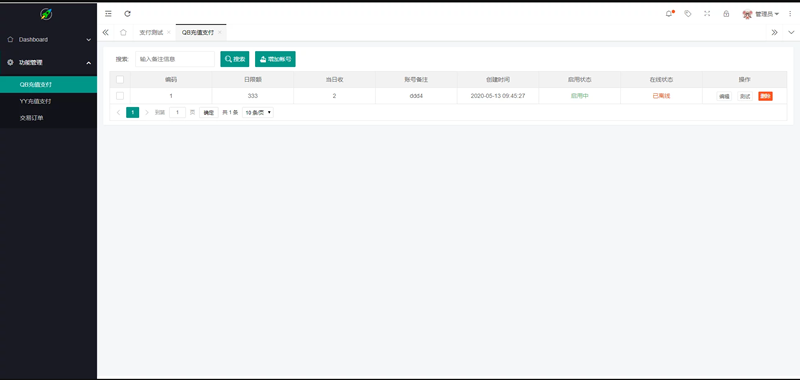 管理员
支付测试 × QB充值支付 ×
Dashboard
功能管理
QB充值支付
YY充值支付
交易订单
搜索: 输入备注信息 搜索 增加账号
编码 日限额 当日收 账号备注 创建时间 启用状态 在线状态 操作
1 333 2 ddd4 2020-05-13 09:45:27 启用中 已离线 编辑 测试 删除
1 到第 1 页 确定 共 1 条 10 条/页